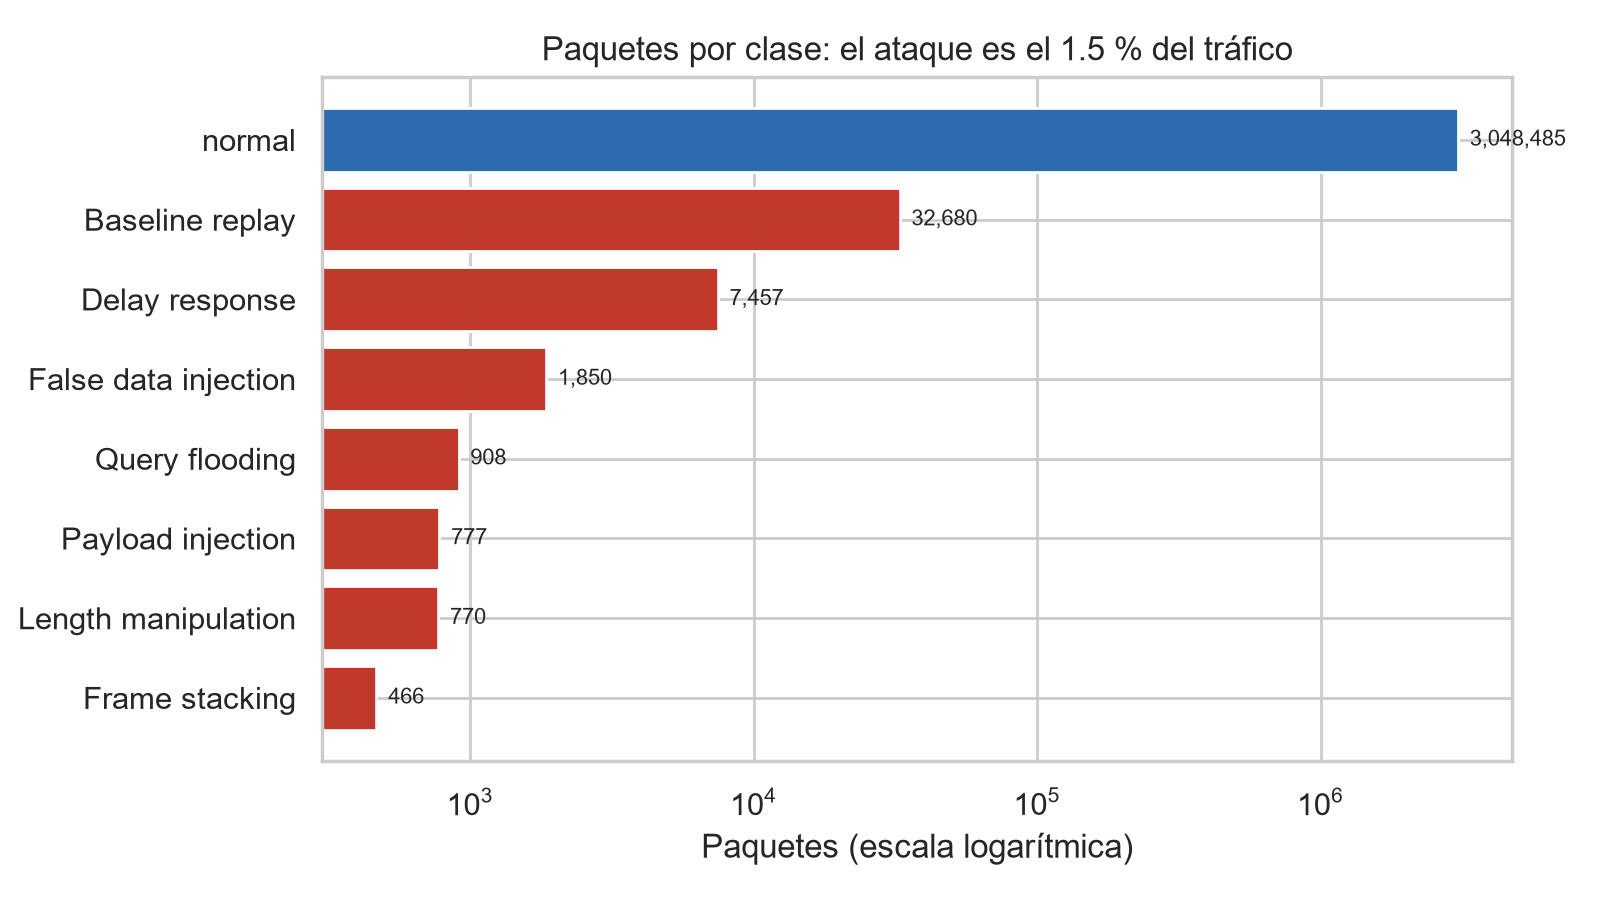 Paquetes por clase: el ataque es el 1.5 % del tráfico
normal 3,048,485
Baseline replay 32,680
Delay response 7,457
False data injection 1,850
Query flooding 908
Payload injection 777
Length manipulation 770
Frame stacking 466
10³ 10⁴ 10⁵ 10⁶
Paquetes (escala logarítmica)